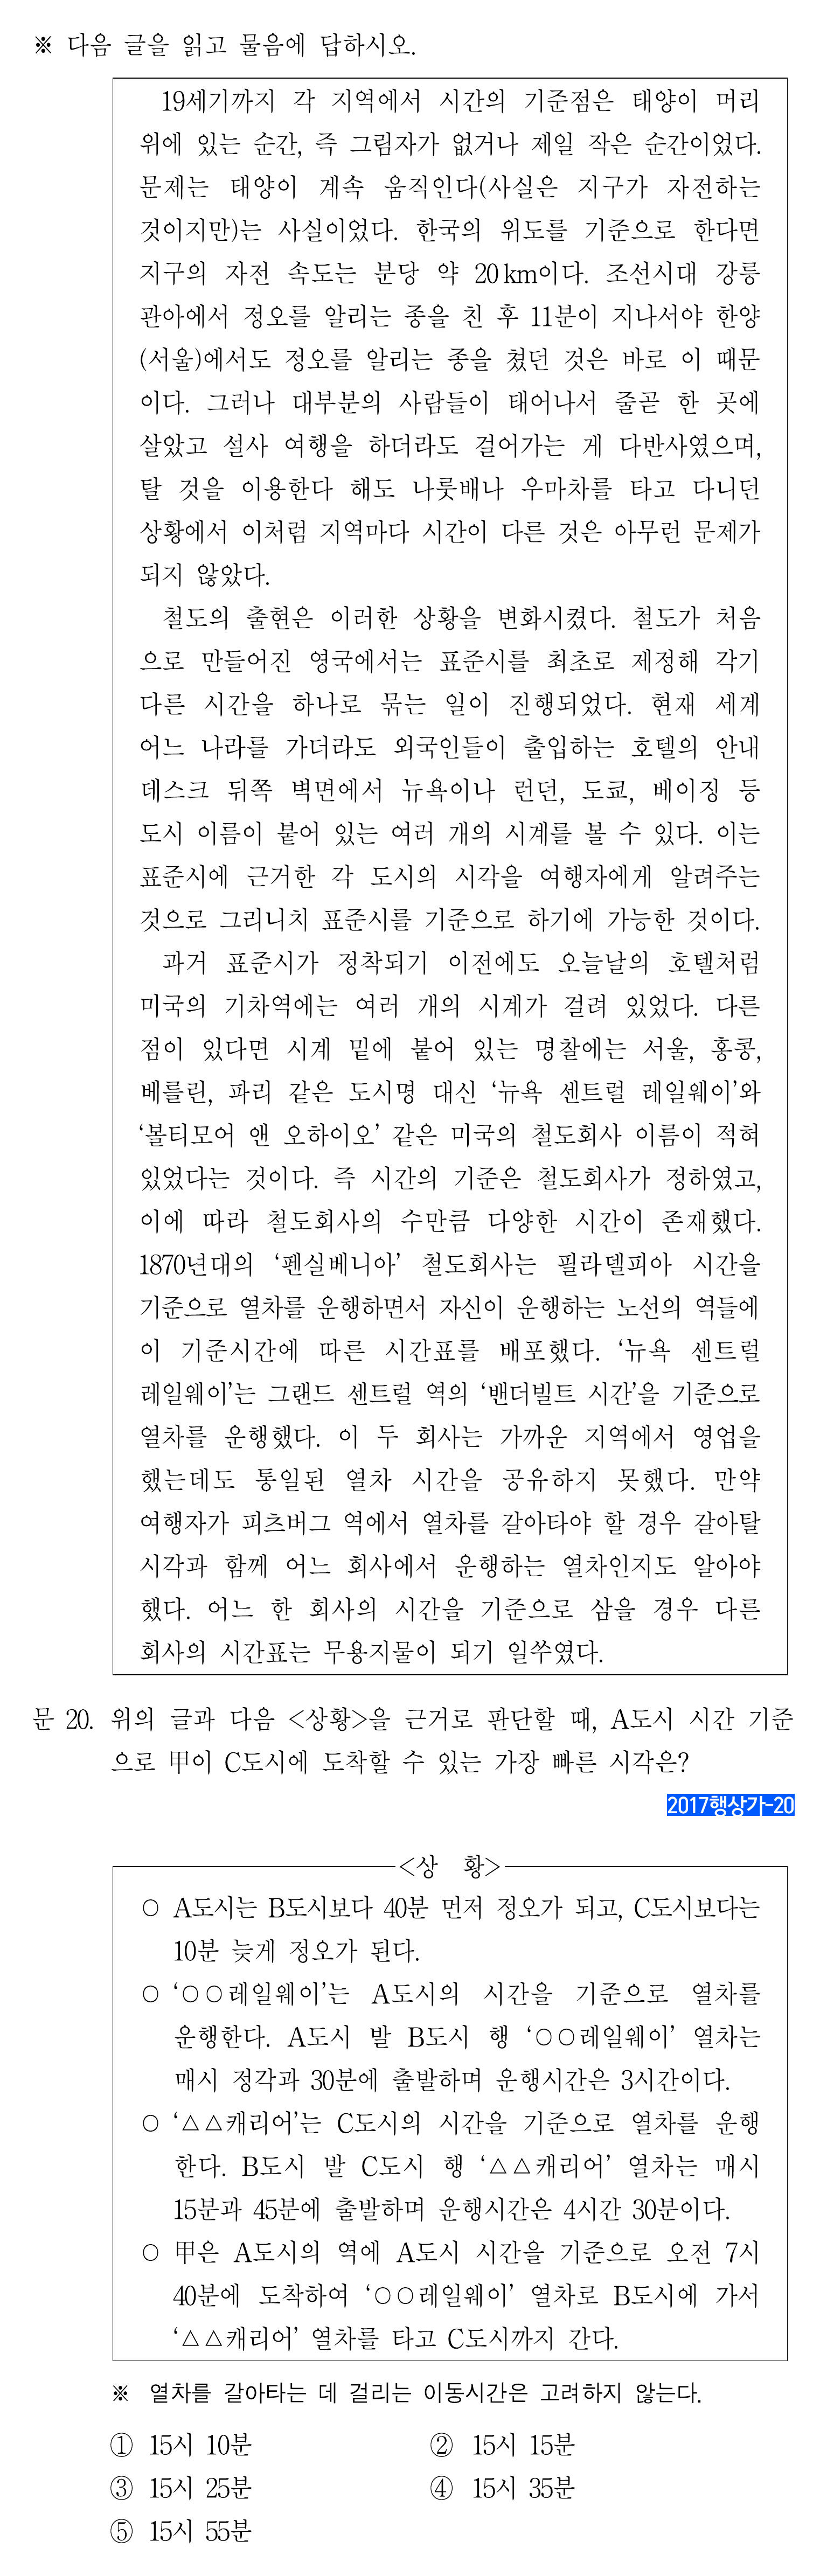 ※ 다음 글을 읽고 물음에 답하시오.
19세기까지 각 지역에서 시간의 기준점은 태양이 머리
위에 있는 순간, 즉 그림자가 없거나 제일 작은 순간이었다.
문제는 태양이 계속 움직인다(사실은 지구가 자전하는
것이지만)는 사실이었다. 한국의 위도를 기준으로 한다면
지구의 자전 속도는 분당 약 20km이다. 조선시대 강릉
관아에서 정오를 알리는 종을 친 후 11분이 지나서야 한양
(서울)에서도 정오를 알리는 종을 쳤던 것은 바로 이 때문
이다. 그러나 대부분의 사람들이 태어나서 줄곧 한 곳에
살았고 설사 여행을 하더라도 걸어가는 게 다반사였으며,
탈 것을 이용한다 해도 나룻배나 우마차를 타고 다니던
상황에서 이처럼 지역마다 시간이 다른 것은 아무런 문제가
되지 않았다.
철도의 출현은 이러한 상황을 변화시켰다. 철도가 처음
으로 만들어진 영국에서는 표준시를 최초로 제정해 각기
다른 시간을 하나로 묶는 일이 진행되었다. 현재 세계
어느 나라를 가더라도 외국인들이 출입하는 호텔의 안내
데스크 뒤쪽 벽면에서 뉴욕이나 런던, 도쿄, 베이징 등
도시 이름이 붙어 있는 여러 개의 시계를 볼 수 있다. 이는
표준시에 근거한 각 도시의 시각을 여행자에게 알려주는
것으로 그리니치 표준시를 기준으로 하기에 가능한 것이다.
과거 표준시가 정착되기 이전에도 오늘날의 호텔처럼
미국의 기차역에는 여러 개의 시계가 걸려 있었다. 다른
점이 있다면 시계 밑에 붙어 있는 명찰에는 서울, 홍콩,
베를린, 파리 같은 도시명 대신 ‘뉴욕 센트럴 레일웨이’와
‘볼티모어 앤 오하이오’ 같은 미국의 철도회사 이름이 적혀
있었다는 것이다. 즉 시간의 기준은 철도회사가 정하였고,
이에 따라 철도회사의 수만큼 다양한 시간이 존재했다.
1870년대의 ‘펜실베니아’ 철도회사는 필라델피아 시간을
기준으로 열차를 운행하면서 자신이 운행하는 노선의 역들에
이 기준시간에 따른 시간표를 배포했다. ‘뉴욕 센트럴
레일웨이’는 그랜드 센트럴 역의 ‘밴더빌트 시간’을 기준으로
열차를 운행했다. 이 두 회사는 가까운 지역에서 영업을
했는데도 통일된 열차 시간을 공유하지 못했다. 만약
여행자가 피츠버그 역에서 열차를 갈아타야 할 경우 갈아탈
시각과 함께 어느 회사에서 운행하는 열차인지도 알아야
했다. 어느 한 회사의 시간을 기준으로 삼을 경우 다른
회사의 시간표는 무용지물이 되기 일쑤였다.
문 20. 위의 글과 다음 <상황>을 근거로 판단할 때, A도시 시간 기준
으로 甲이 C도시에 도착할 수 있는 가장 빠른 시각은?
2017행상가-20
<상 황>
○ A도시는 B도시보다 40분 먼저 정오가 되고, C도시보다는
10분 늦게 정오가 된다.
○ ‘○○레일웨이’는 A도시의 시간을 기준으로 열차를
운행한다. A도시 발 B도시 행 ‘○○레일웨이’ 열차는
매시 정각과 30분에 출발하며 운행시간은 3시간이다.
○ ‘△△캐리어’는 C도시의 시간을 기준으로 열차를 운행
한다. B도시 발 C도시 행 ‘△△캐리어’ 열차는 매시
15분과 45분에 출발하며 운행시간은 4시간 30분이다.
○ 甲은 A도시의 역에 A도시 시간을 기준으로 오전 7시
40분에 도착하여 ‘○○레일웨이’ 열차로 B도시에 가서
‘△△캐리어’ 열차를 타고 C도시까지 간다.
※ 열차를 갈아타는 데 걸리는 이동시간은 고려하지 않는다.
① 15시 10분 ② 15시 15분
③ 15시 25분 ④ 15시 35분
⑤ 15시 55분